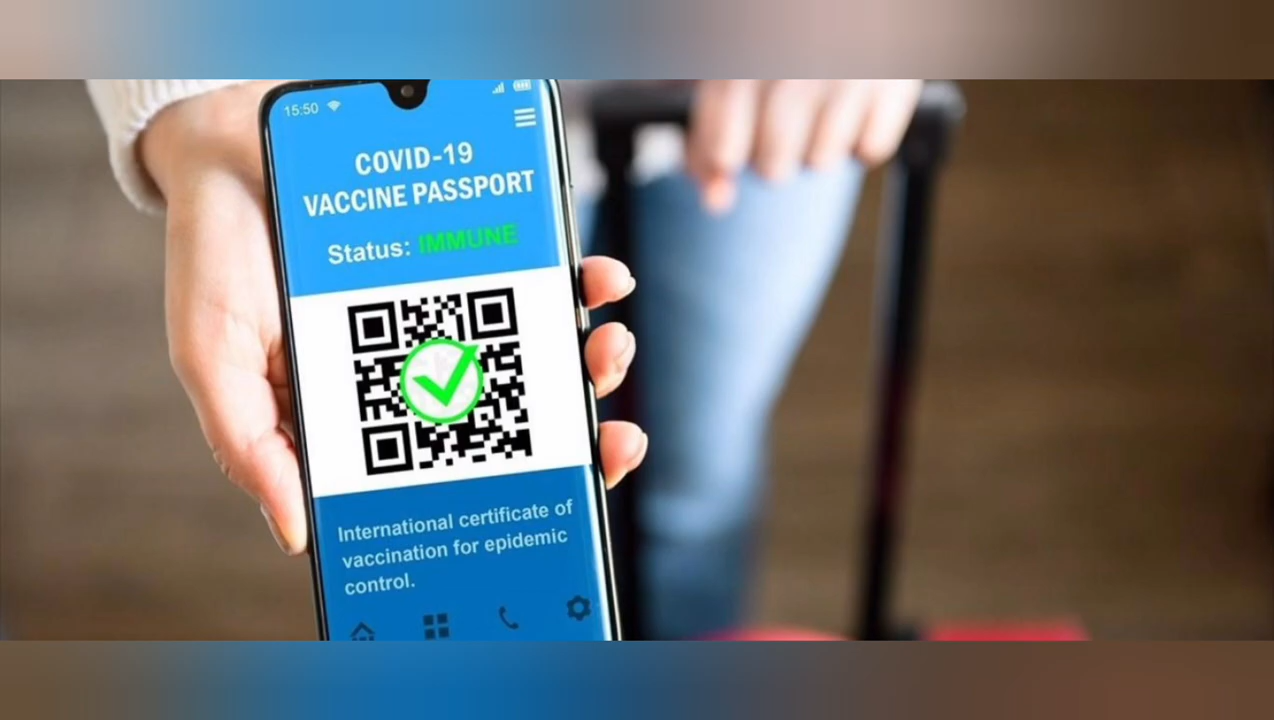 15:50
COVID-19
VACCINE PASSPORT
Status: IMMUNE
International certificate of
vaccination for epidemic
control.